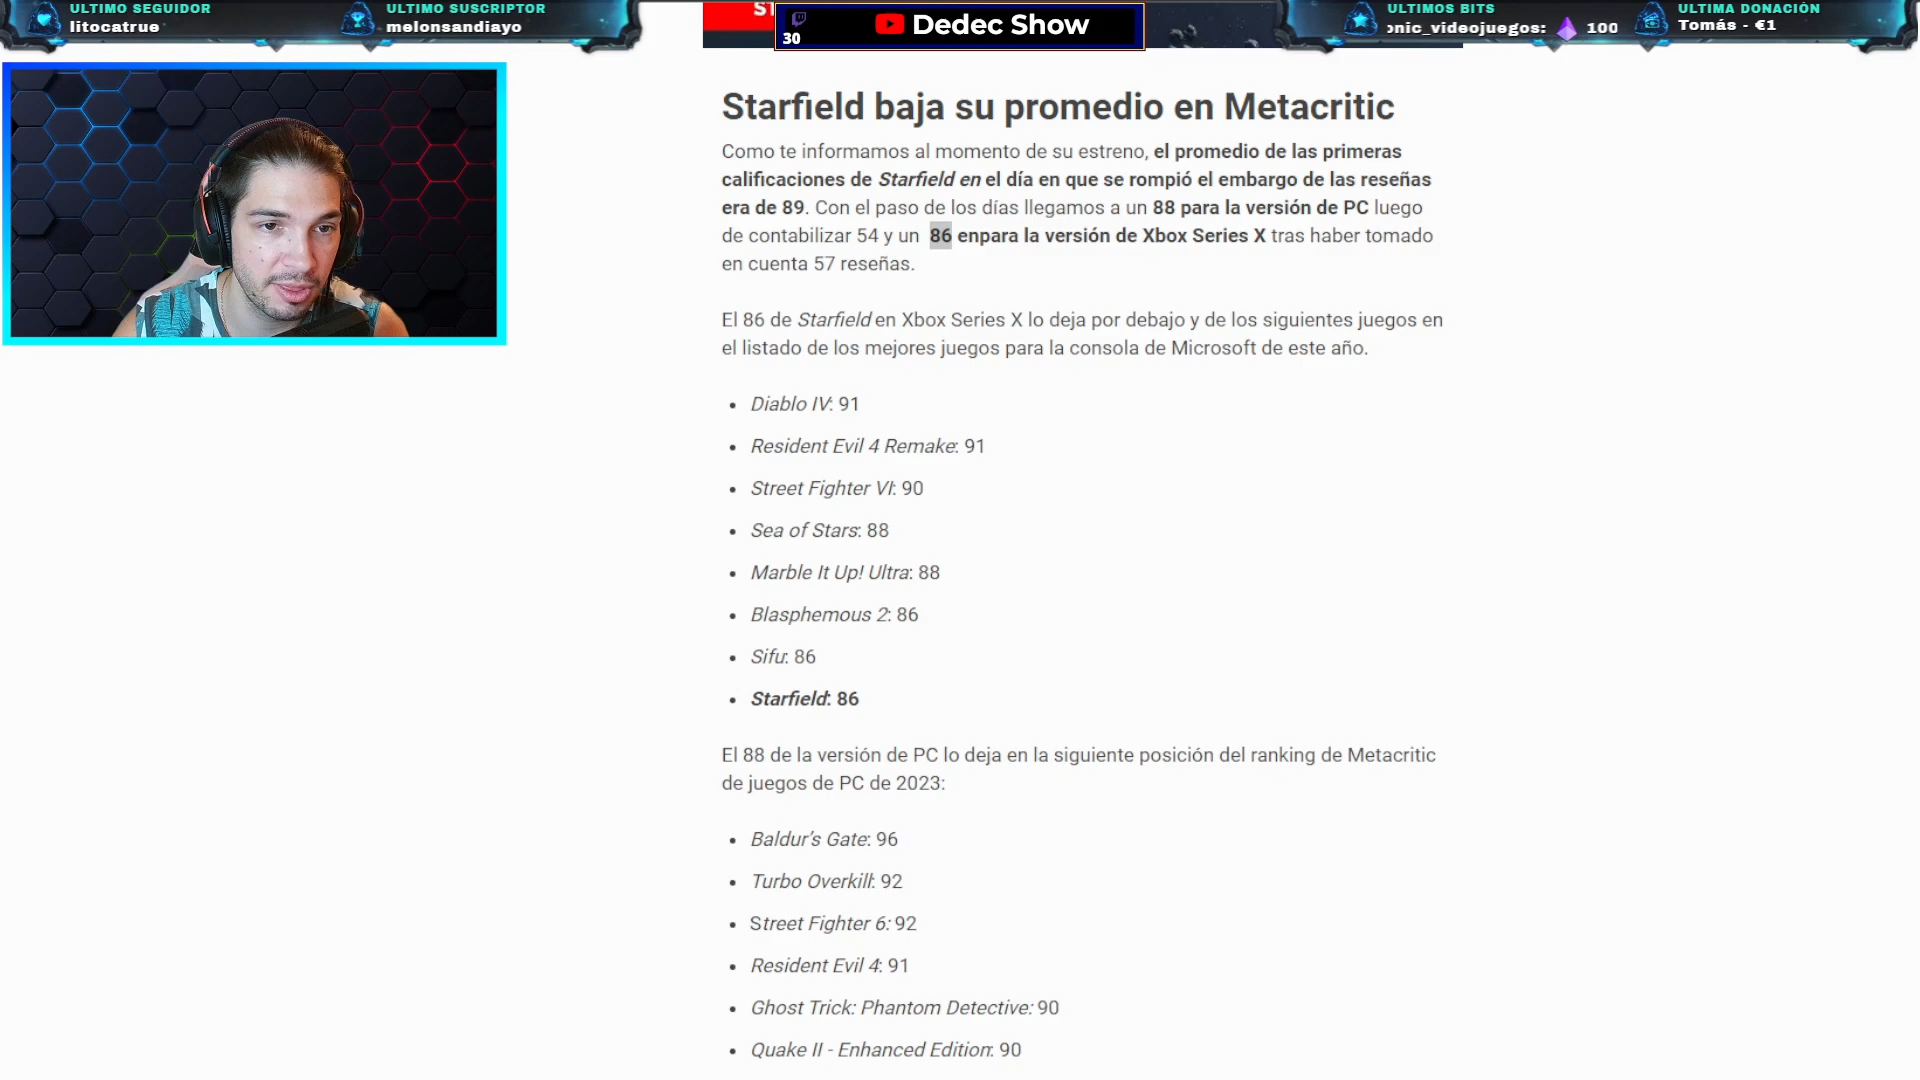 ULTIMO SEGUIDOR
litocatrue
ULTIMO SUSCRIPTOR
melonsandiayo
30
Dedec Show
ULTIMOS BITS
onic_videojuegos: 100
ULTIMA DONACIÓN
Tomás - €1
Starfield baja su promedio en Metacritic
Como te informamos al momento de su estreno, el promedio de las primeras
calificaciones de Starfield en el día en que se rompió el embargo de las reseñas
era de 89. Con el paso de los días llegamos a un 88 para la versión de PC luego
de contabilizar 54 y un 86 enpara la versión de Xbox Series X tras haber tomado
en cuenta 57 reseñas.
El 86 de Starfield en Xbox Series X lo deja por debajo y de los siguientes juegos en
el listado de los mejores juegos para la consola de Microsoft de este año.
• Diablo IV: 91
• Resident Evil 4 Remake: 91
• Street Fighter VI: 90
• Sea of Stars: 88
• Marble It Up! Ultra: 88
• Blasphemous 2: 86
• Sifu: 86
• Starfield: 86
El 88 de la versión de PC lo deja en la siguiente posición del ranking de Metacritic
de juegos de PC de 2023:
• Baldur’s Gate: 96
• Turbo Overkill: 92
• Street Fighter 6: 92
• Resident Evil 4: 91
• Ghost Trick: Phantom Detective: 90
• Quake II - Enhanced Edition: 90